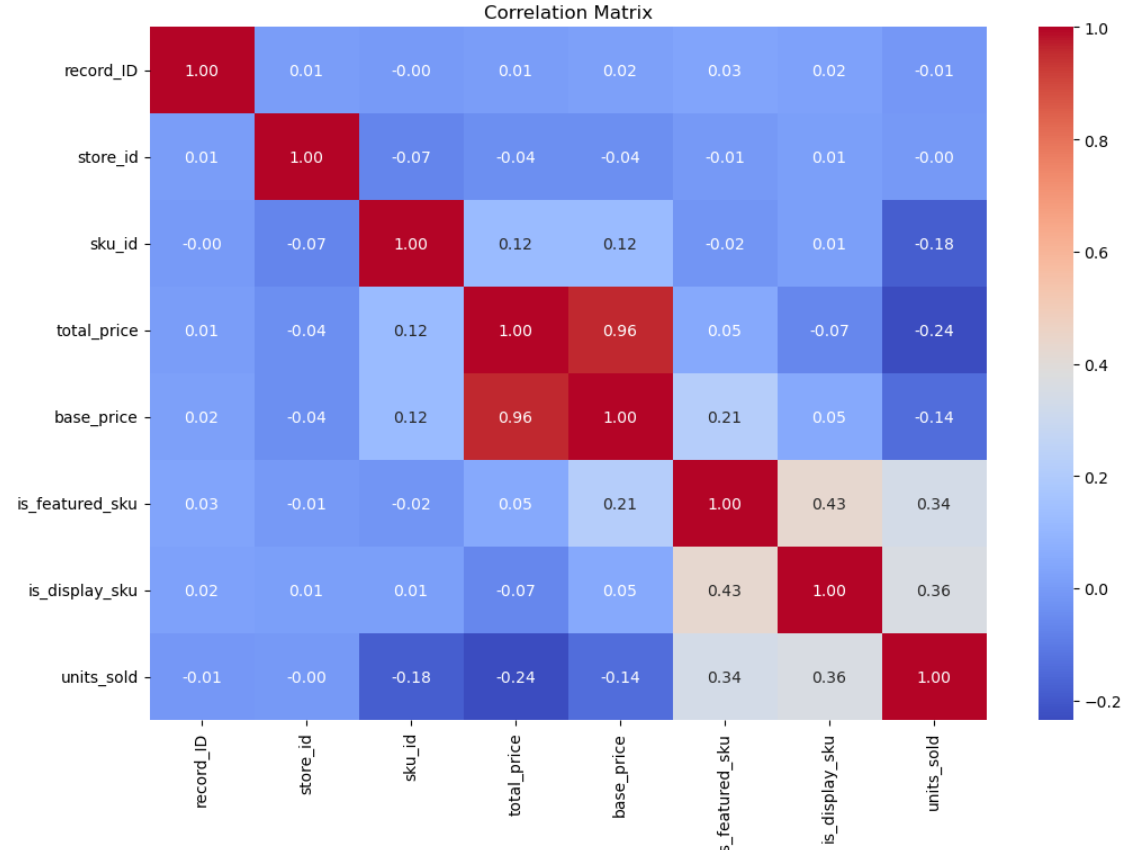 Correlation Matrix
record_ID 1.00 0.01 -0.00 0.01 0.02 0.03 0.02 -0.01
store_id 0.01 1.00 -0.07 -0.04 -0.04 -0.01 0.01 -0.00
sku_id -0.00 -0.07 1.00 0.12 0.12 -0.02 0.01 -0.18
total_price 0.01 -0.04 0.12 1.00 0.96 0.05 -0.07 -0.24
base_price 0.02 -0.04 0.12 0.96 1.00 0.21 0.05 -0.14
is_featured_sku 0.03 -0.01 -0.02 0.05 0.21 1.00 0.43 0.34
is_display_sku 0.02 0.01 0.01 -0.07 0.05 0.43 1.00 0.36
units_sold -0.01 -0.00 -0.18 -0.24 -0.14 0.34 0.36 1.00
record_ID
store_id
sku_id
total_price
base_price
s_featured_sku
is_display_sku
units_sold
1.0
0.8
0.6
0.4
0.2
0.0
−0.2